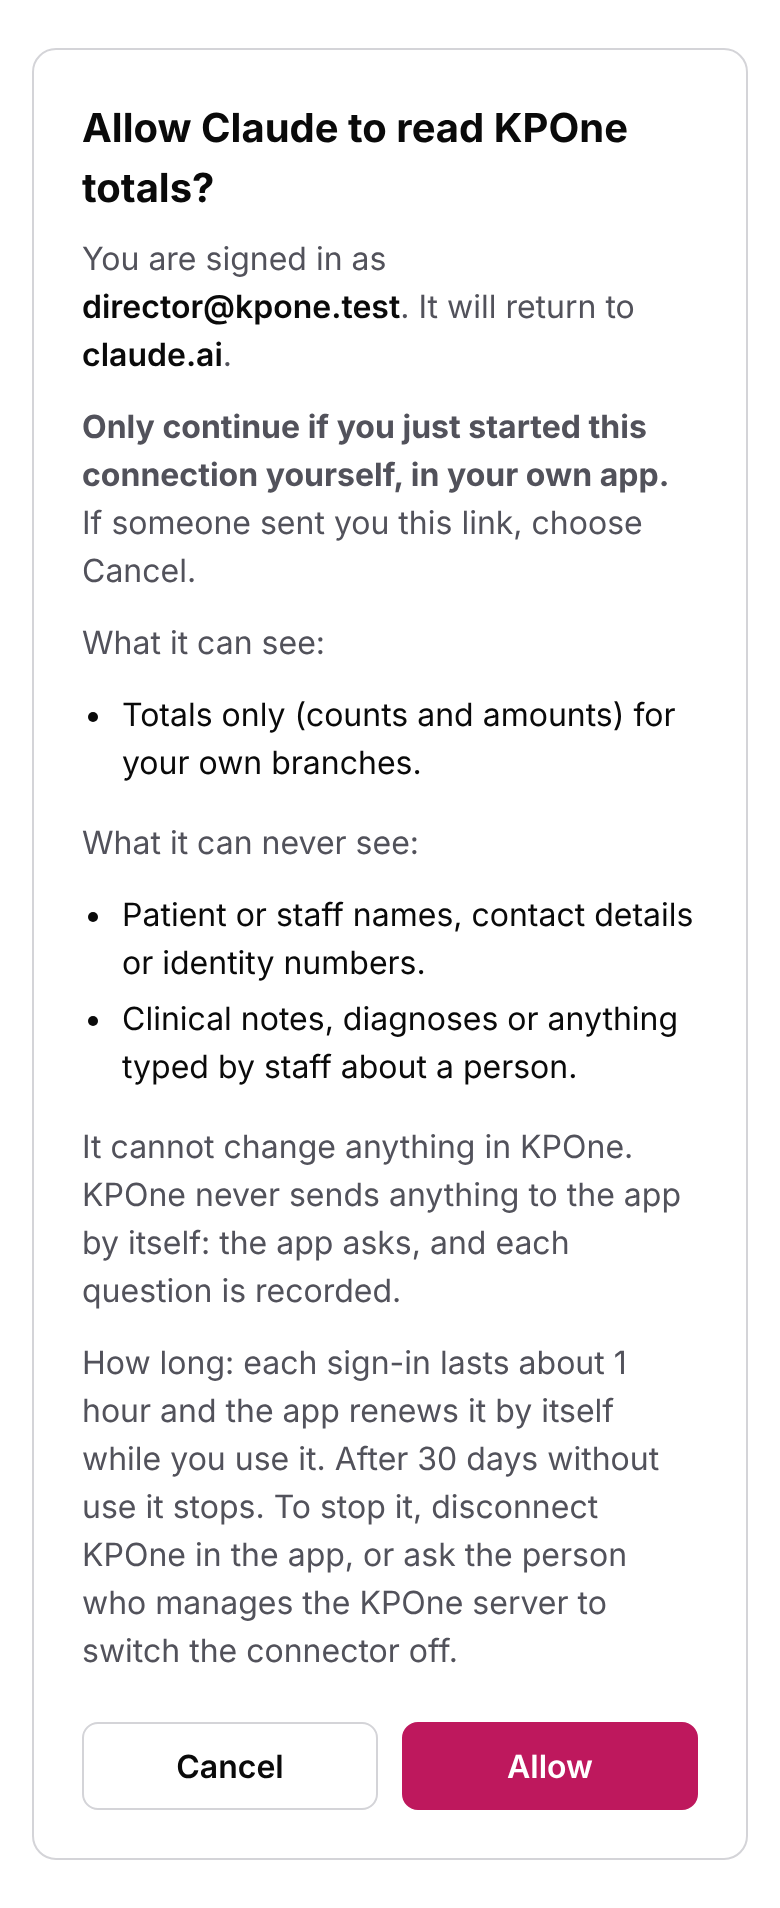 Allow Claude to read KPOne
totals?
You are signed in as
director@kpone.test. It will return to
claude.ai.
Only continue if you just started this
connection yourself, in your own app.
If someone sent you this link, choose
Cancel.
What it can see:
• Totals only (counts and amounts) for
your own branches.
What it can never see:
• Patient or staff names, contact details
or identity numbers.
• Clinical notes, diagnoses or anything
typed by staff about a person.
It cannot change anything in KPOne.
KPOne never sends anything to the app
by itself: the app asks, and each
question is recorded.
How long: each sign-in lasts about 1
hour and the app renews it by itself
while you use it. After 30 days without
use it stops. To stop it, disconnect
KPOne in the app, or ask the person
who manages the KPOne server to
switch the connector off.
Cancel
Allow